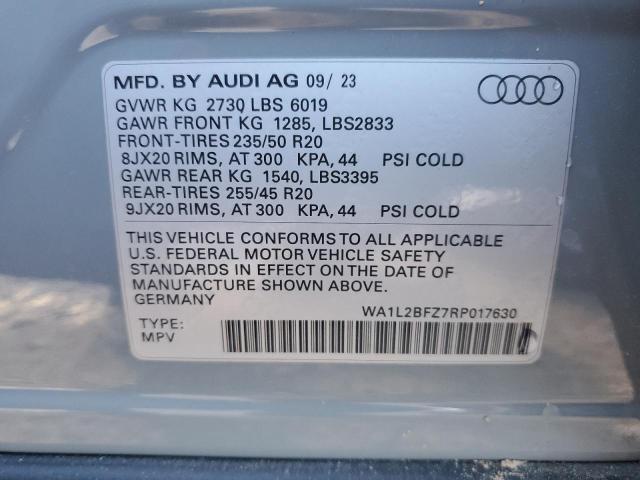 MFD. BY AUDI AG 09/ 23
GVWR KG 2730 LBS 6019
GAWR FRONT KG 1285, LBS2833
FRONT-TIRES 235/50 R20
8JX20 RIMS, AT 300 KPA, 44 PSI COLD
GAWR REAR KG 1540, LBS3395
REAR-TIRES 255/45 R20
9JX20 RIMS, AT 300 KPA, 44 PSI COLD
THIS VEHICLE CONFORMS TO ALL APPLICABLE
U.S. FEDERAL MOTOR VEHICLE SAFETY
STANDARDS IN EFFECT ON THE DATE OF
MANUFACTURE SHOWN ABOVE.
GERMANY
WA1L2BFZ7RP017630
TYPE:
MPV